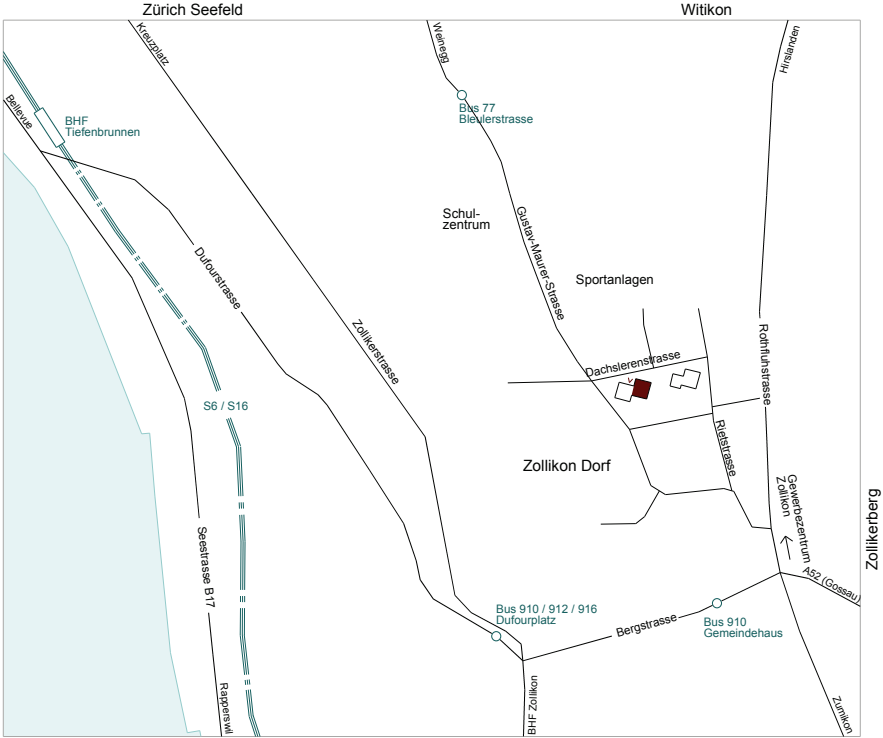 Zürich Seefeld
Witikon
Kreuzplatz
Weinegg
Hirslanden
Bellevue
BHF
Tiefenbrunnen
Bus 77
Bleulerstrasse
Schul-
zentrum
Gustav-Maurer-Strasse
Sportanlagen
Dufourstrasse
Zollikerstrasse
Dachslerenstrasse
Rothfluhstrasse
S6 / S16
Rietstrasse
Zollikon Dorf
Gewerbezentrum
Zollikon
Zollikerberg
Seestrasse B17
A52 (Gossau)
Bus 910 / 912 / 916
Dufourplatz
Bergstrasse
Bus 910
Gemeindehaus
Rapperswil
BHF Zollikon
Zumikon